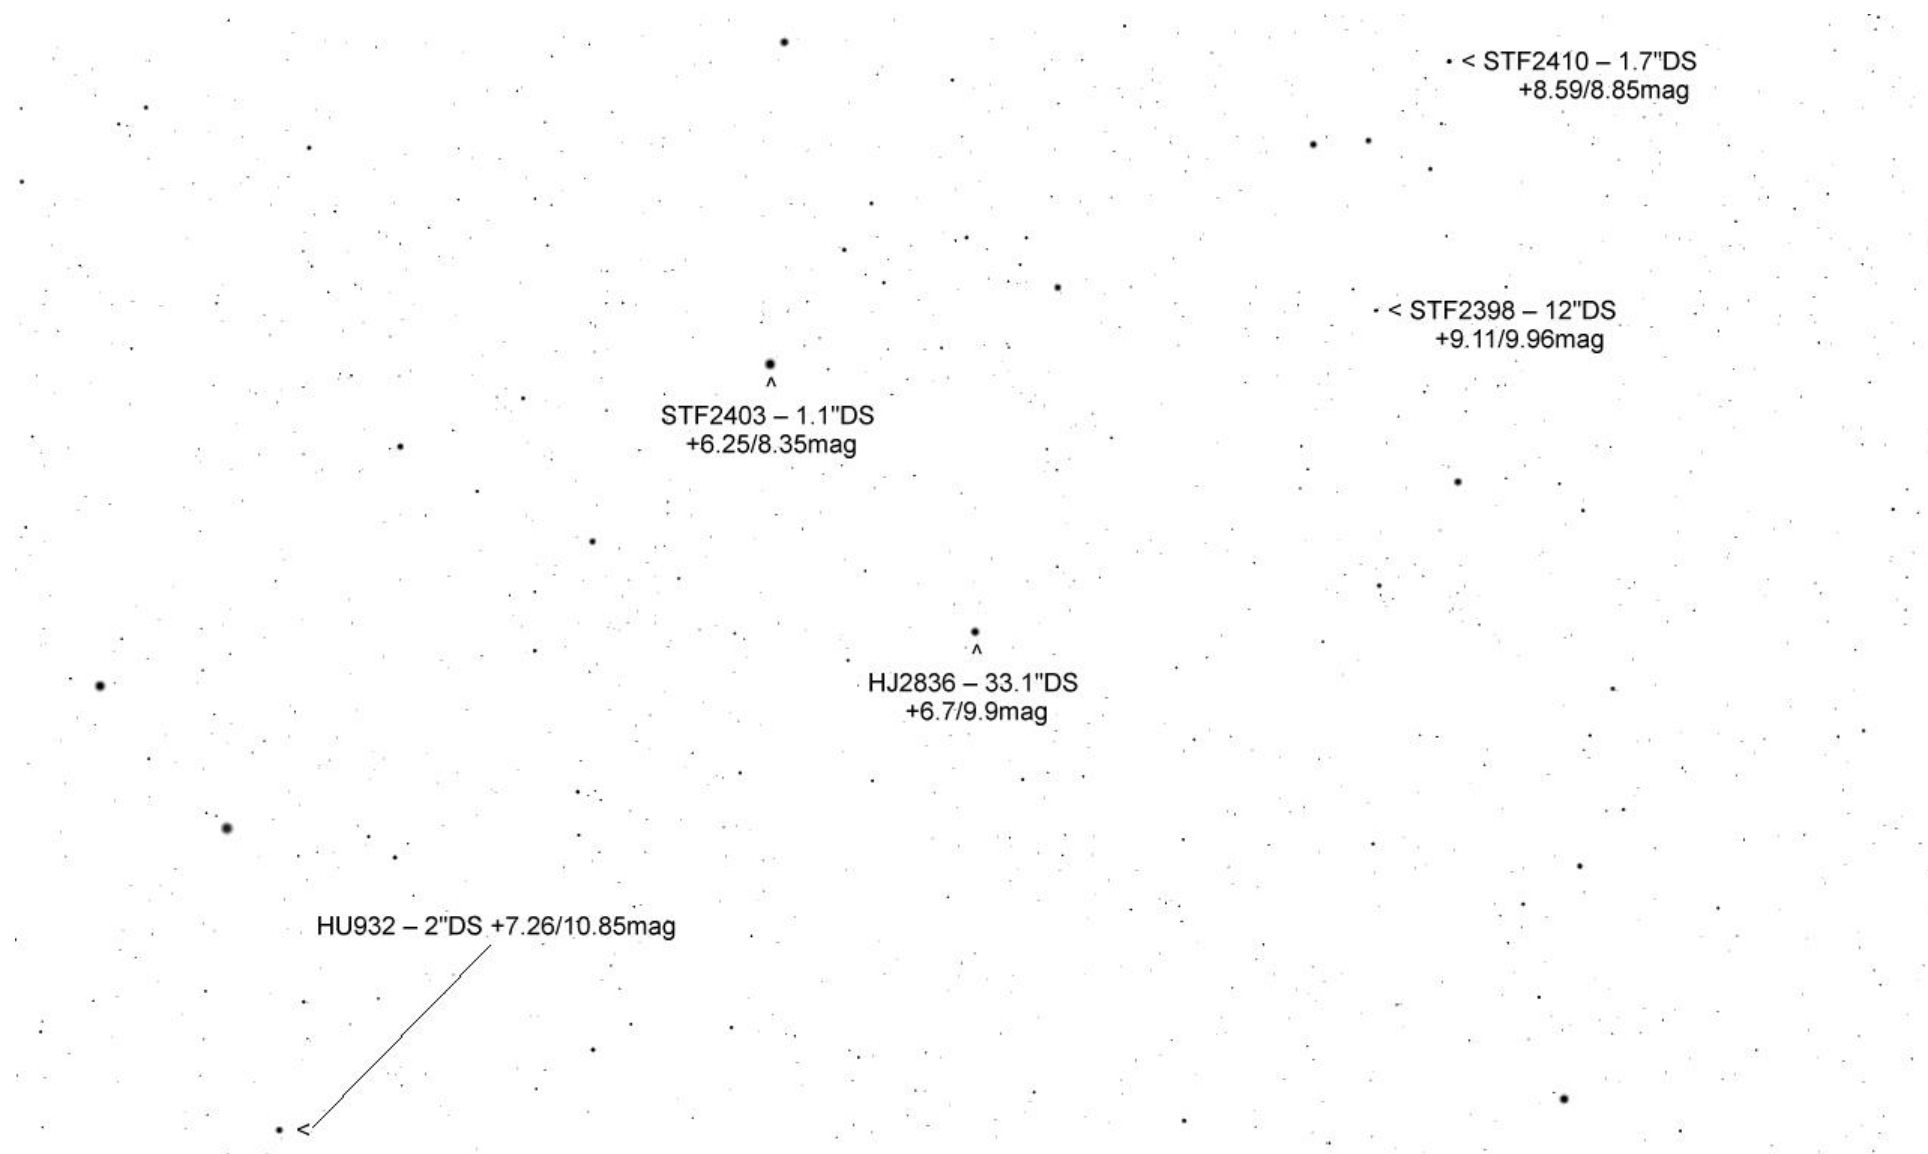 < STF2410 – 1.7"DS
+8.59/8.85mag
< STF2398 – 12"DS
+9.11/9.96mag
^
STF2403 – 1.1"DS
+6.25/8.35mag
^
HJ2836 – 33.1"DS
+6.7/9.9mag
HU932 – 2"DS +7.26/10.85mag
<